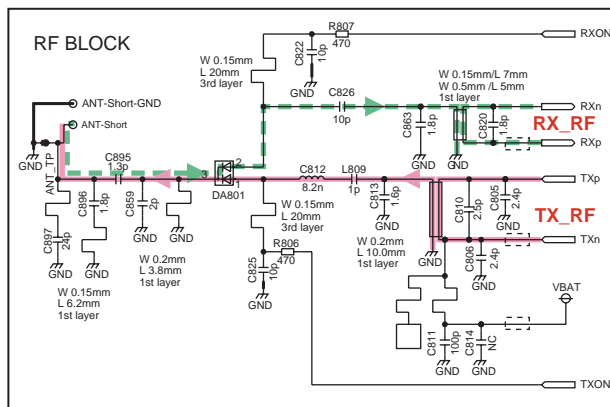 RF BLOCK
R807
470
RXON
C822
10p
GND
W 0.15mm
L 20mm
3rd layer
ANT-Short-GND
ANT-Short
GND
ANT_TP
C895
1.3p
C826
10p
W 0.15mm/L 7mm
W 0.5mm /L 5mm
1st layer
C863
1.8p
GND
GND
C820
1.8p
RXn
RX_RF
RXp
2
3
1
DA801
C812
8.2n
L809
1p
C813
1.6p
GND
TXp
C896
1.8p
GND
C859
2p
GND
GND
C897
24p
GND
W 0.15mm
L 20mm
3rd layer
C810
2.5p
C805
2.4p
GND
TX_RF
TXn
W 0.2mm
L 3.8mm
1st layer
W 0.15mm
L 6.2mm
1st layer
R806
470
C825
10p
GND
W 0.2mm
L 10.0mm
1st layer
GND
C806
2.4p
GND
VBAT
C811
100p
GND
C814
NC
GND
TXON